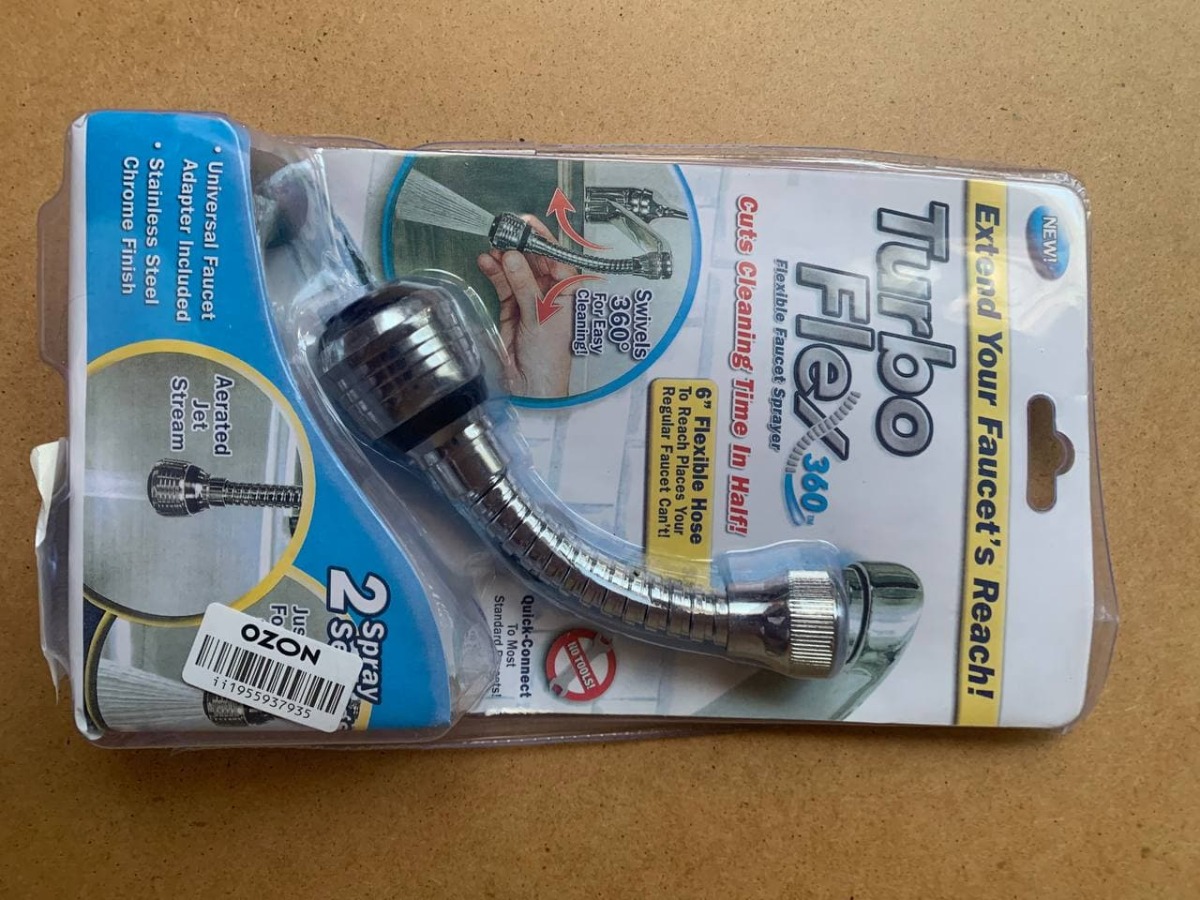 NEW!
Extend Your Faucet's Reach!
Turbo
Flex
360™
Flexible Faucet Sprayer
Cuts Cleaning Time In Half!
Swivels
360°
For Easy
Cleaning!
6" Flexible Hose
To Reach Places Your
Regular Faucet Can't!
Quick-Connect
To Most
Standard
NO TOOLS!
• Universal Faucet
Adapter Included
• Stainless Steel
Chrome Finish
Aerated
Jet
Stream
2 Spray
OZON
ii1955937935